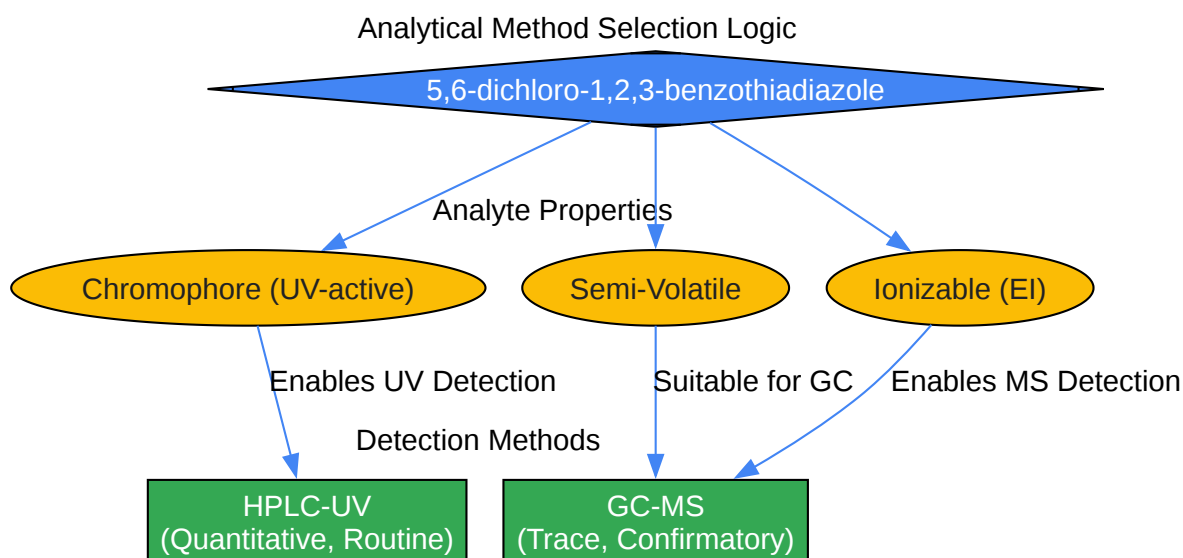 Analytical Method Selection Logic
5,6-dichloro-1,2,3-benzothiadiazole
Analyte Properties
Chromophore (UV-active)
Semi-Volatile
Ionizable (EI)
Enables UV Detection
Suitable for GC
Enables MS Detection
Detection Methods
HPLC-UV
(Quantitative, Routine)
GC-MS
(Trace, Confirmatory)